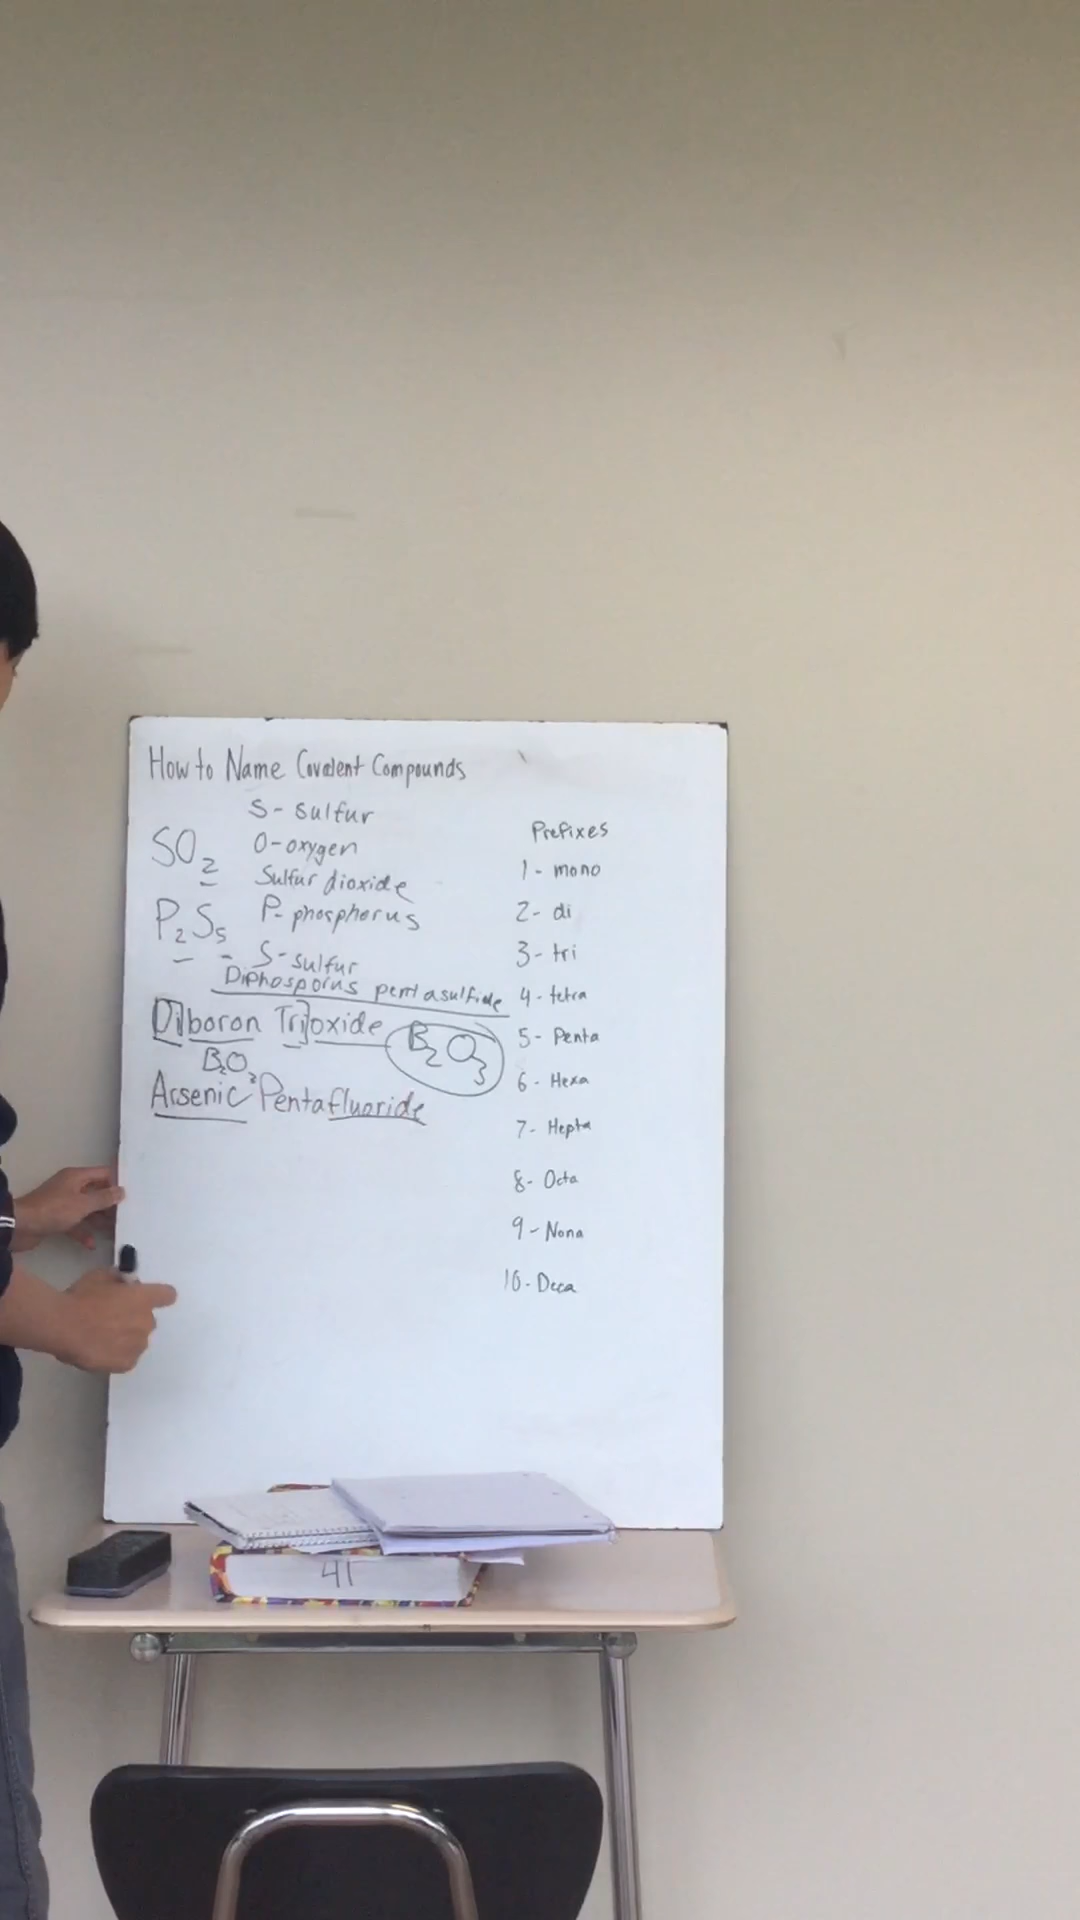 How to Name Covalent Compounds
S - sulfur
SO₂
O - oxygen
Sulfur dioxide
P₂S₅
P - phosphorus
S - sulfur
Diphosporus pentasulfide
Diboron Trioxide
B₂O₃
B₂O₃
Arsenic Pentafluoride
Prefixes
1 - mono
2 - di
3 - tri
4 - tetra
5 - Penta
6 - Hexa
7 - Hepta
8 - Octa
9 - Nona
10 - Deca
41